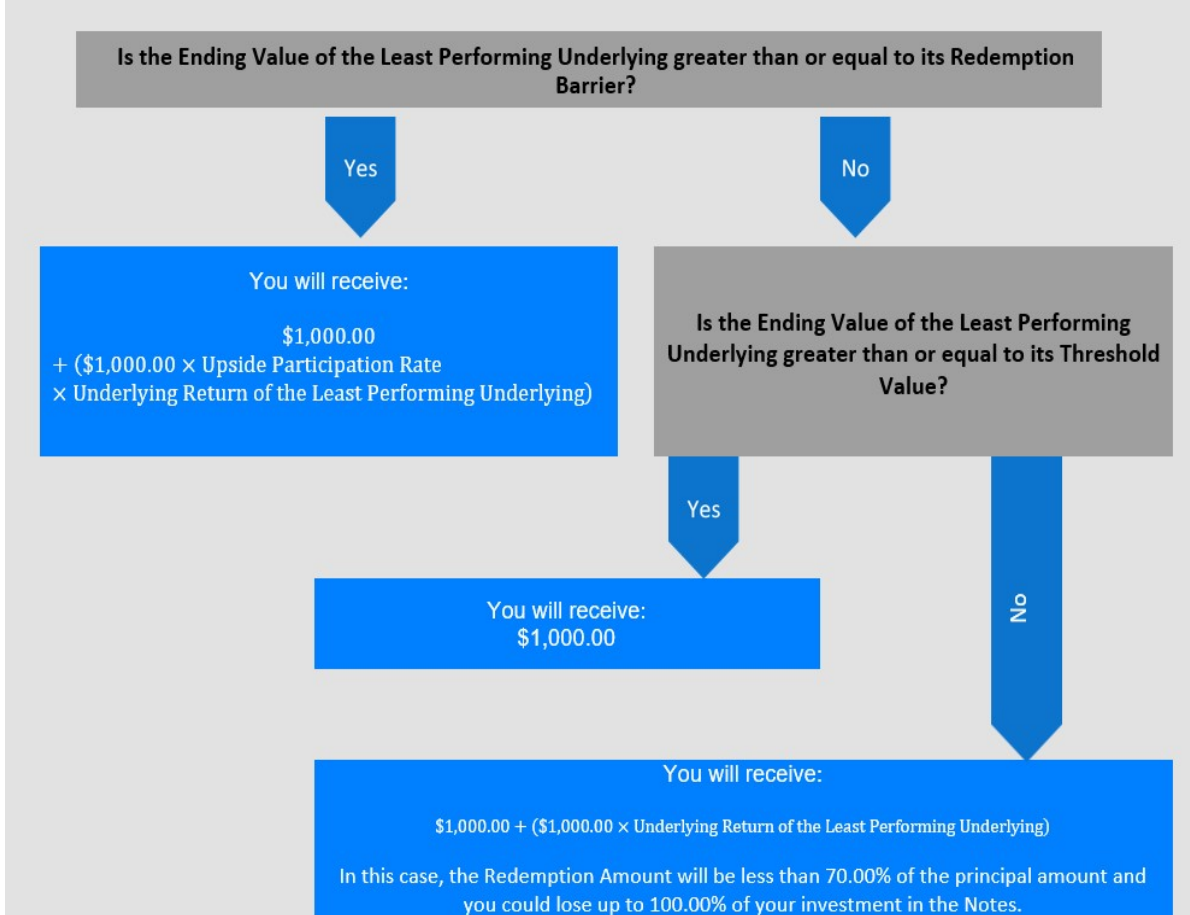 Is the Ending Value of the Least Performing Underlying greater than or equal to its Redemption
Barrier?
Yes
No
You will receive:
$1,000.00
+ ($1,000.00 × Upside Participation Rate
× Underlying Return of the Least Performing Underlying)
Is the Ending Value of the Least Performing
Underlying greater than or equal to its Threshold
Value?
Yes
No
You will receive:
$1,000.00
You will receive:
$1,000.00 + ($1,000.00 × Underlying Return of the Least Performing Underlying)
In this case, the Redemption Amount will be less than 70.00% of the principal amount and
you could lose up to 100.00% of your investment in the Notes.